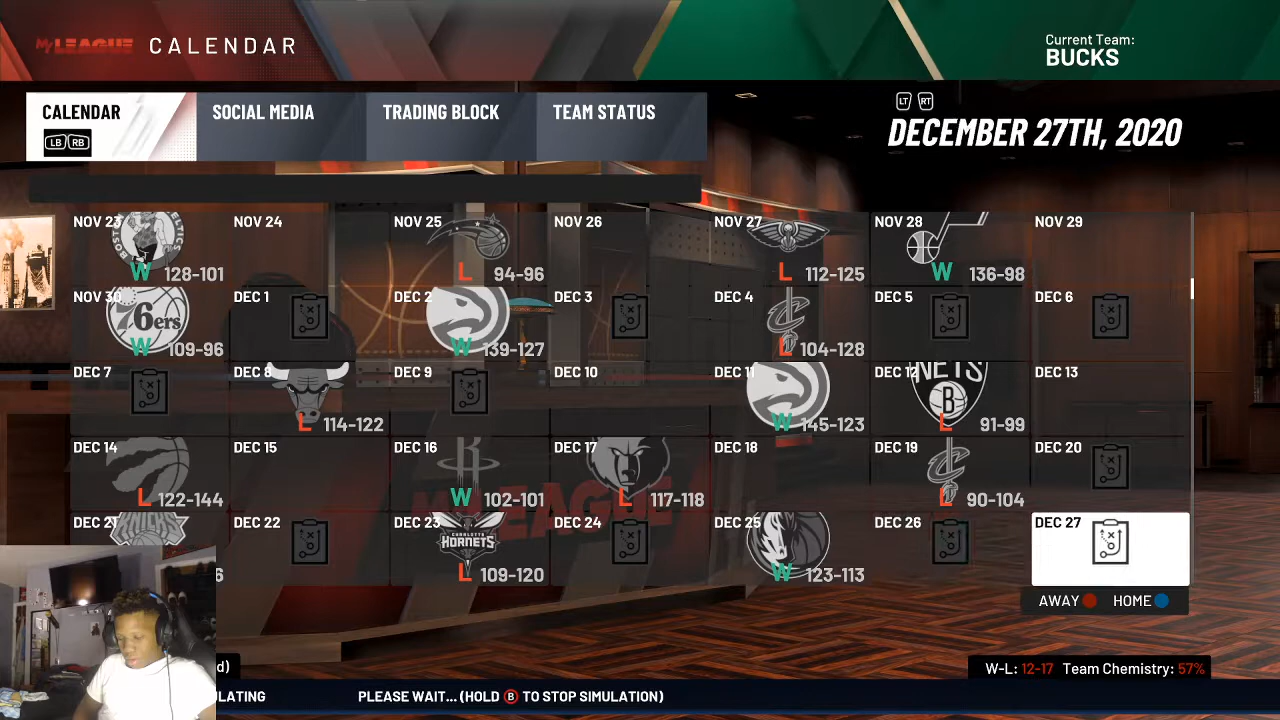 MyLEAGUE CALENDAR
Current Team:
BUCKS
CALENDAR
LB RB
SOCIAL MEDIA
TRADING BLOCK
TEAM STATUS
LT RT
DECEMBER 27TH, 2020
NOV 23 W 128-101
NOV 24
NOV 25 L 94-96
NOV 26
NOV 27 L 112-125
NOV 28 W 136-98
NOV 29
NOV 30 76ers W 109-96
DEC 1
DEC 2 W 139-127
DEC 3
DEC 4 L 104-128
DEC 5
DEC 6
DEC 7
DEC 8 L 114-122
DEC 9
DEC 10
DEC 11 W 145-123
DEC 12 NETS B L 91-99
DEC 13
DEC 14 L 122-144
DEC 15
DEC 16 W 102-101
DEC 17 L 117-118
DEC 18
DEC 19 L 90-104
DEC 20
DEC 21 KNICKS 6
DEC 22
DEC 23 CHARLOTTE HORNETS L 109-120
DEC 24
DEC 25 W 123-113
DEC 26
DEC 27
AWAY HOME
d)
W-L: 12-17 Team Chemistry: 57%
LATING PLEASE WAIT... (HOLD B TO STOP SIMULATION)